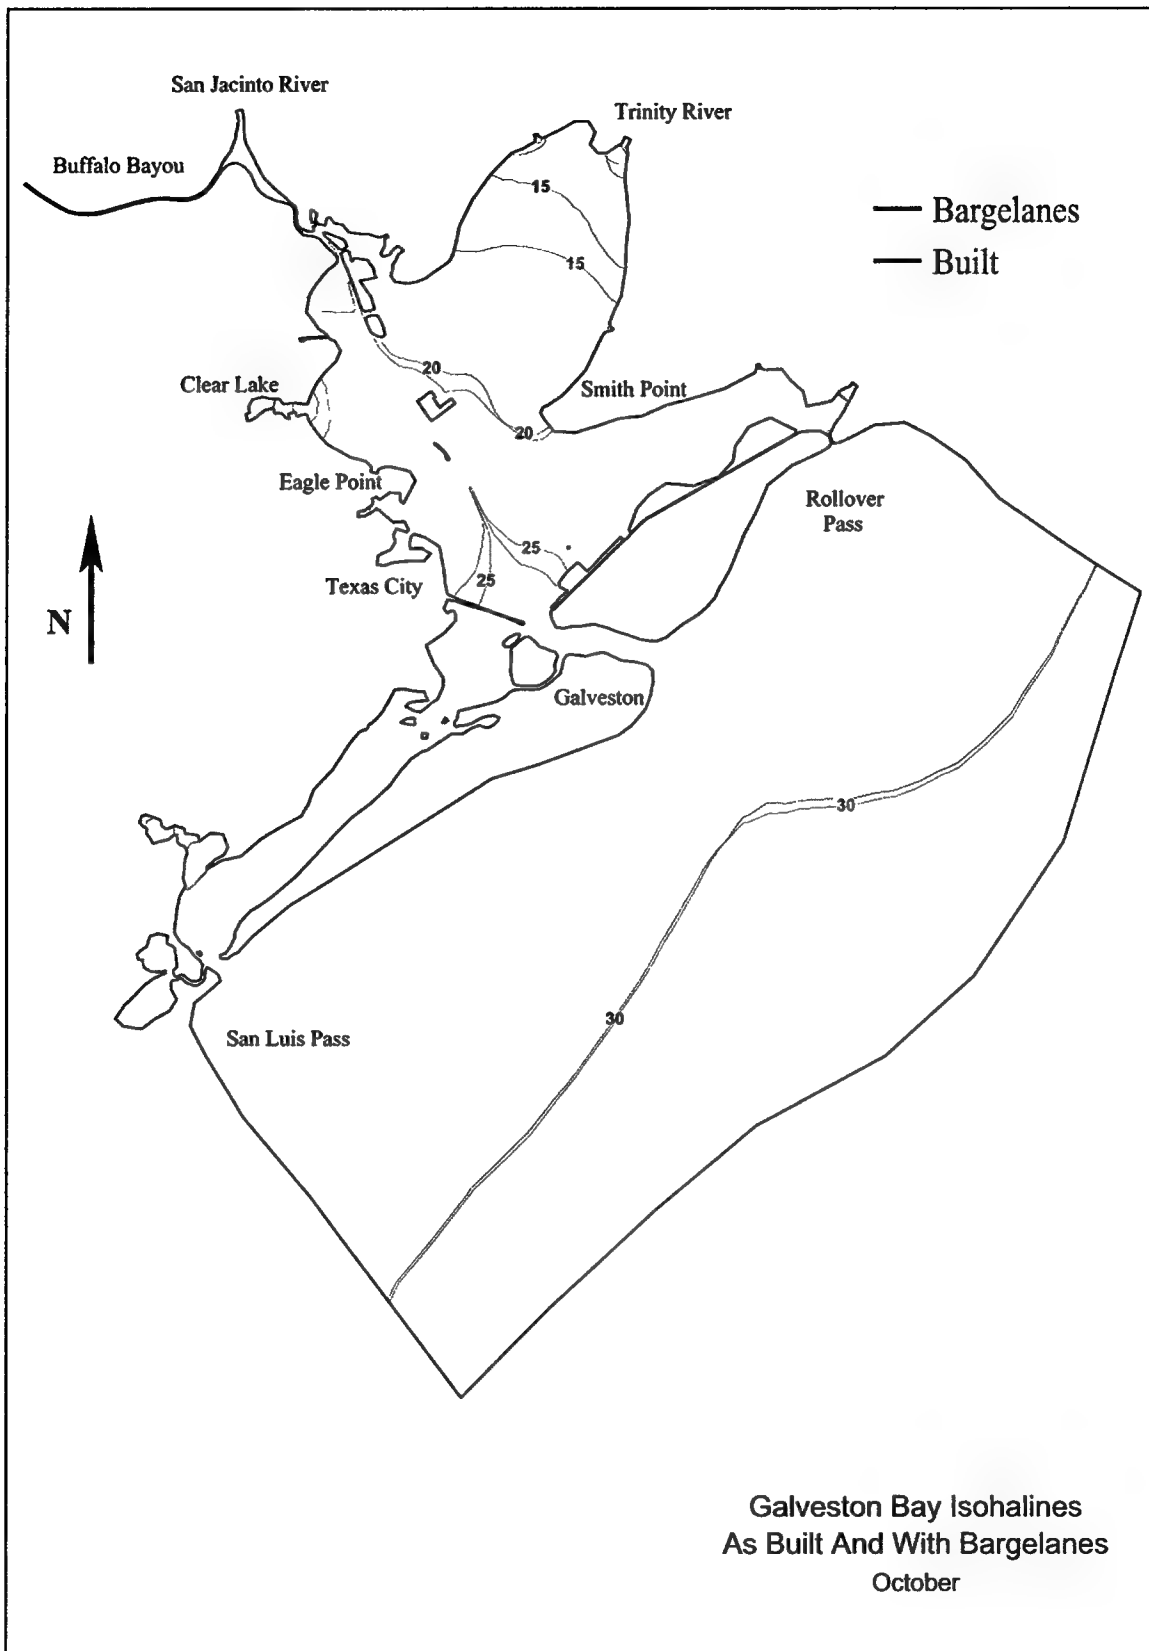 San Jacinto River
Trinity River
Buffalo Bayou
15
Bargelanes
15
Built
20
Clear Lake
Smith Point
20
Eagle Point
Rollover
Pass
25
Texas City
25
N
Galveston
30
30
San Luis Pass
Galveston Bay Isohalines
As Built And With Bargelanes
October